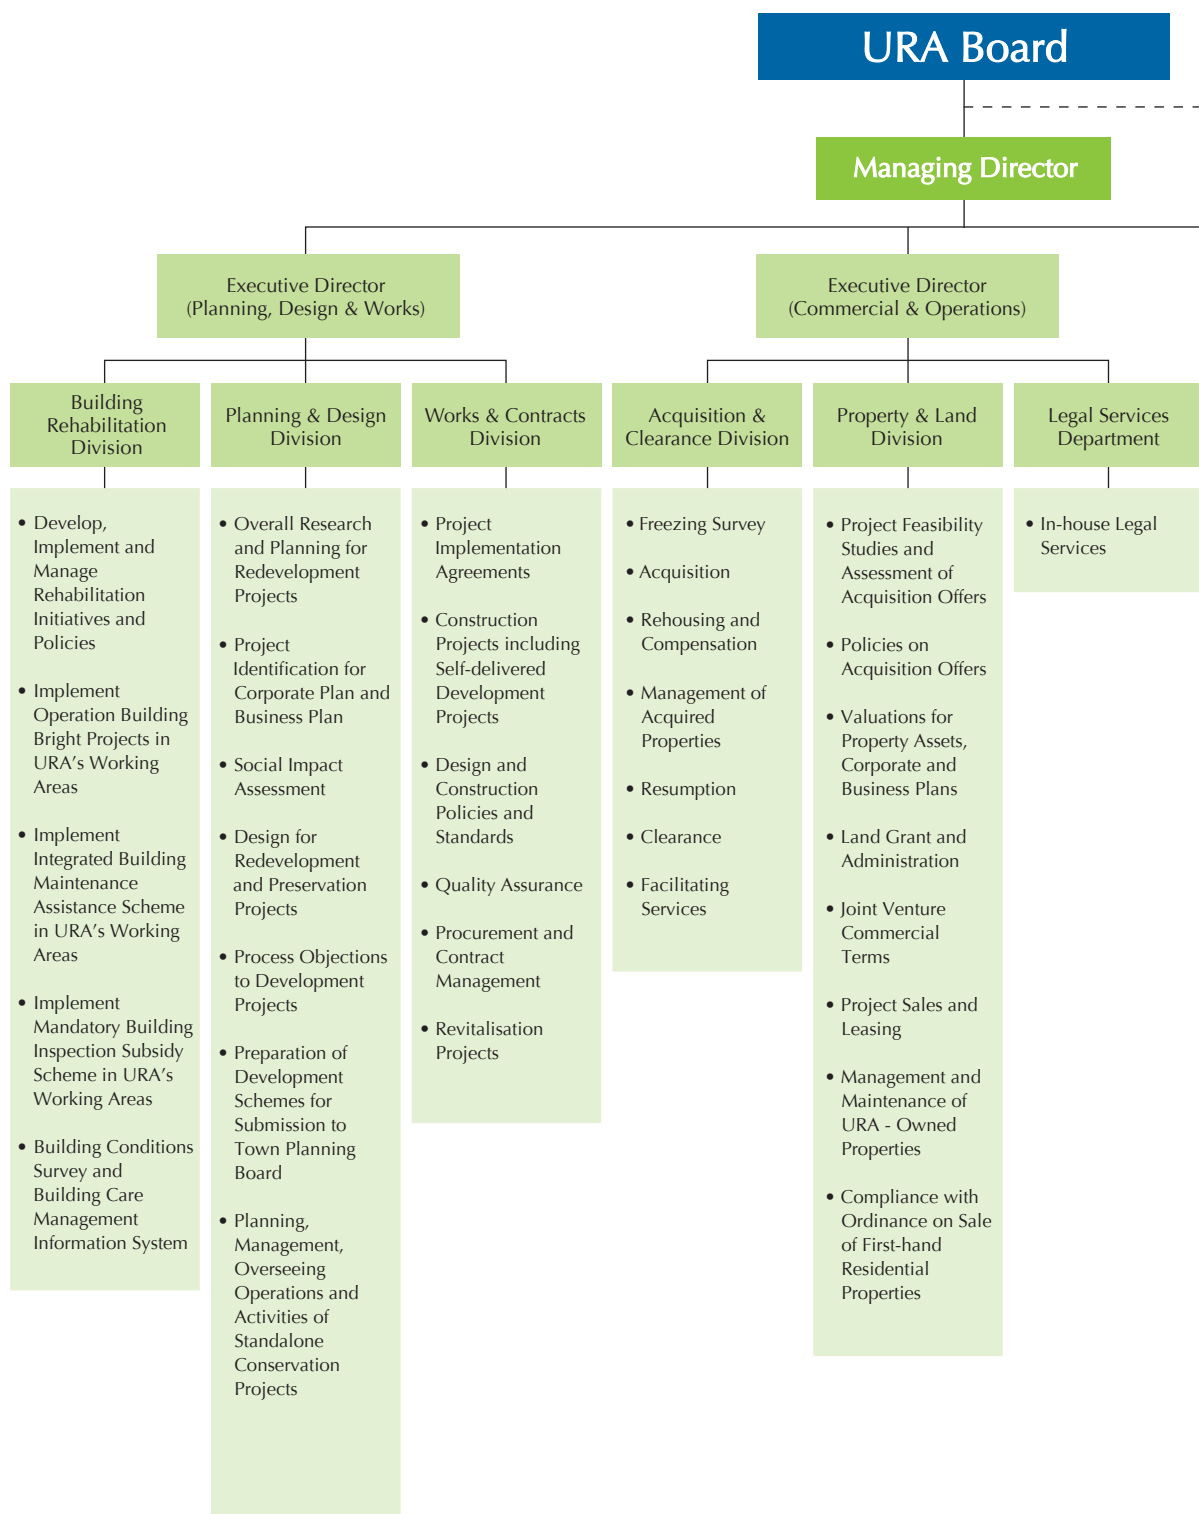 URA Board
Managing Director
Executive Director
(Planning, Design & Works)
Executive Director
(Commercial & Operations)
Building
Rehabilitation
Division
Planning & Design
Division
Works & Contracts
Division
Acquisition &
Clearance Division
Property & Land
Division
Legal Services
Department
• Develop,
Implement and
Manage
Rehabilitation
Initiatives and
Policies
• Implement
Operation Building
Bright Projects in
URA's Working
Areas
• Implement
Integrated Building
Maintenance
Assistance Scheme
in URA's Working
Areas
• Implement
Mandatory Building
Inspection Subsidy
Scheme in URA's
Working Areas
• Building Conditions
Survey and
Building Care
Management
Information System
• Overall Research
and Planning for
Redevelopment
Projects
• Project
Identification for
Corporate Plan and
Business Plan
• Social Impact
Assessment
• Design for
Redevelopment
and Preservation
Projects
• Process Objections
to Development
Projects
• Preparation of
Development
Schemes for
Submission to
Town Planning
Board
• Planning,
Management,
Overseeing
Operations and
Activities of
Standalone
Conservation
Projects
• Project
Implementation
Agreements
• Construction
Projects including
Self-delivered
Development
Projects
• Design and
Construction
Policies and
Standards
• Quality Assurance
• Procurement and
Contract
Management
• Revitalisation
Projects
• Freezing Survey
• Acquisition
• Rehousing and
Compensation
• Management of
Acquired
Properties
• Resumption
• Clearance
• Facilitating
Services
• Project Feasibility
Studies and
Assessment of
Acquisition Offers
• Policies on
Acquisition Offers
• Valuations for
Property Assets,
Corporate and
Business Plans
• Land Grant and
Administration
• Joint Venture
Commercial
Terms
• Project Sales and
Leasing
• Management and
Maintenance of
URA - Owned
Properties
• Compliance with
Ordinance on Sale
of First-hand
Residential
Properties
• In-house Legal
Services